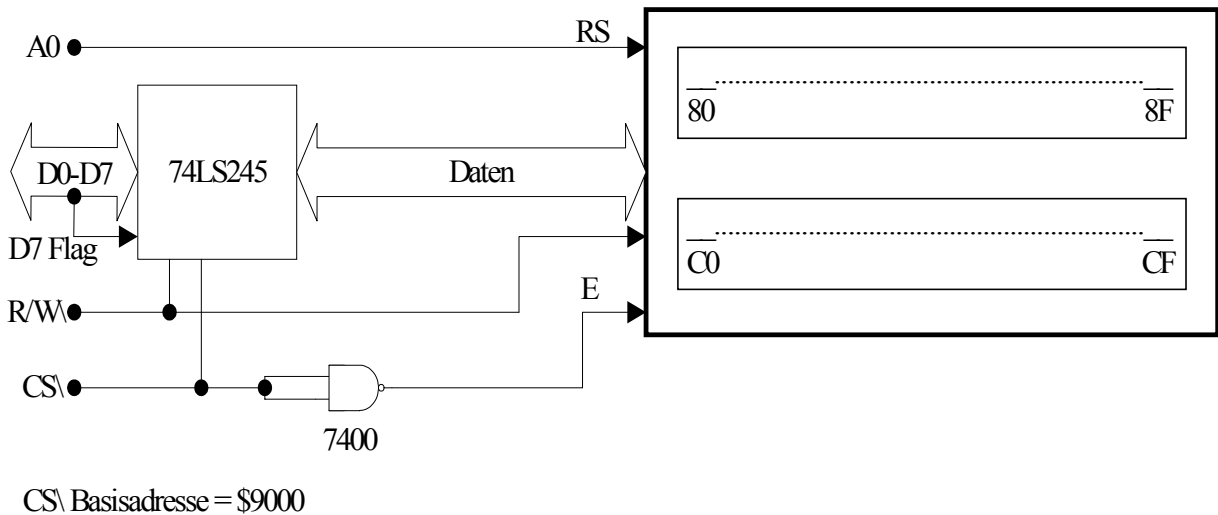 A0
RS
80........................................................8F
D0-D7
74LS245
Daten
D7 Flag
C0........................................................CF
R/W\
E
CS\
7400
CS\ Basisadresse = $9000